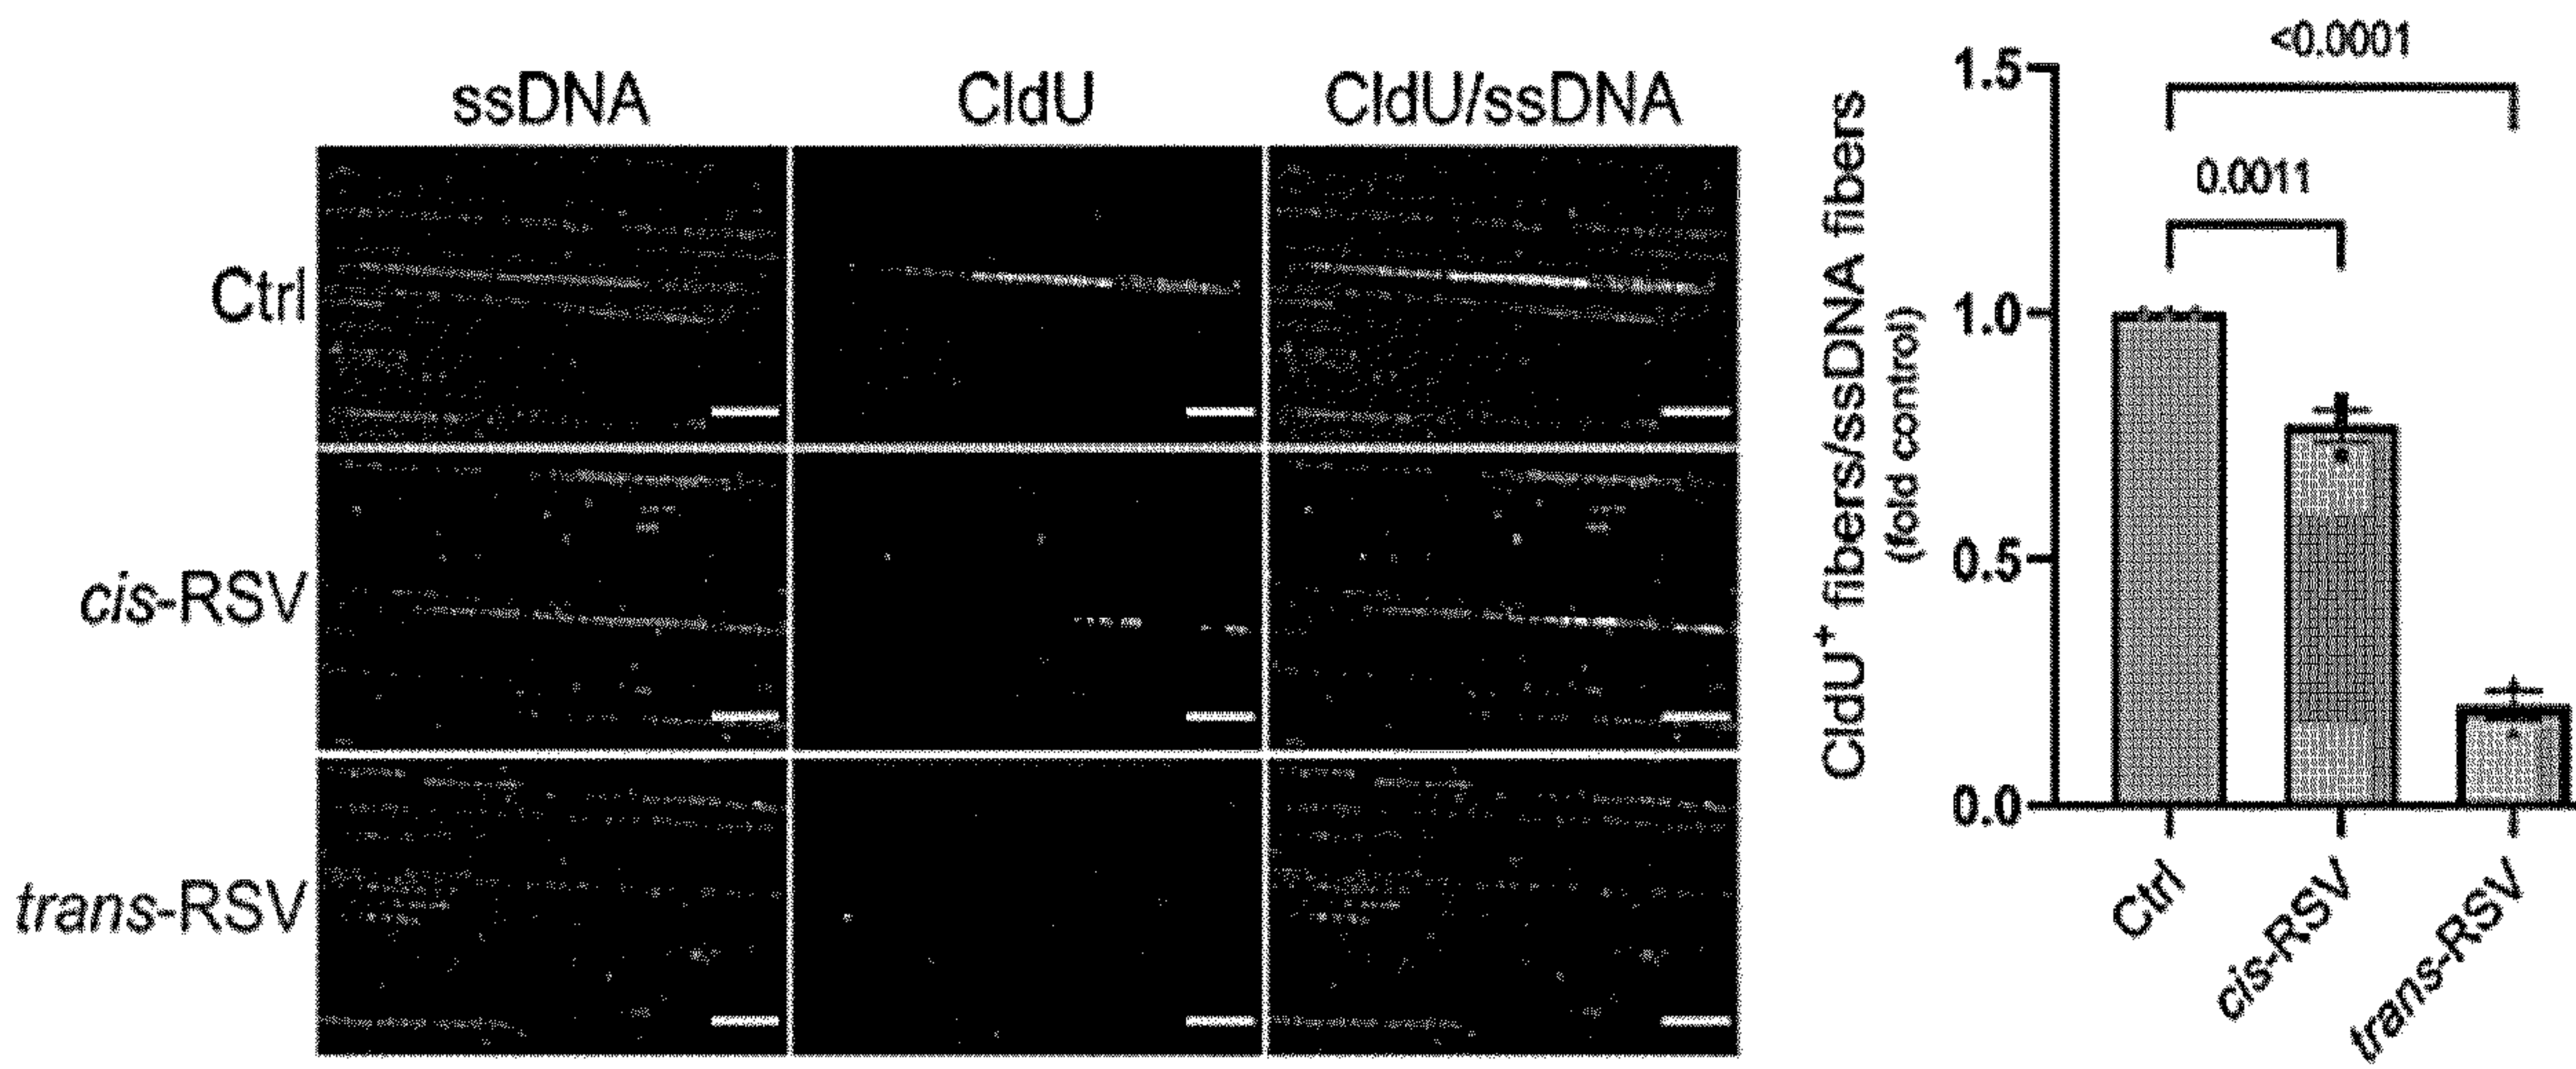 ssDNA CldU CldU/ssDNA
Ctrl
cis-RSV
trans-RSV
CldU+ fibers/ssDNA fibers
(fold control)
1.5
1.0
0.5
0.0
<0.0001
0.0011
Ctrl
cis-RSV
trans-RSV